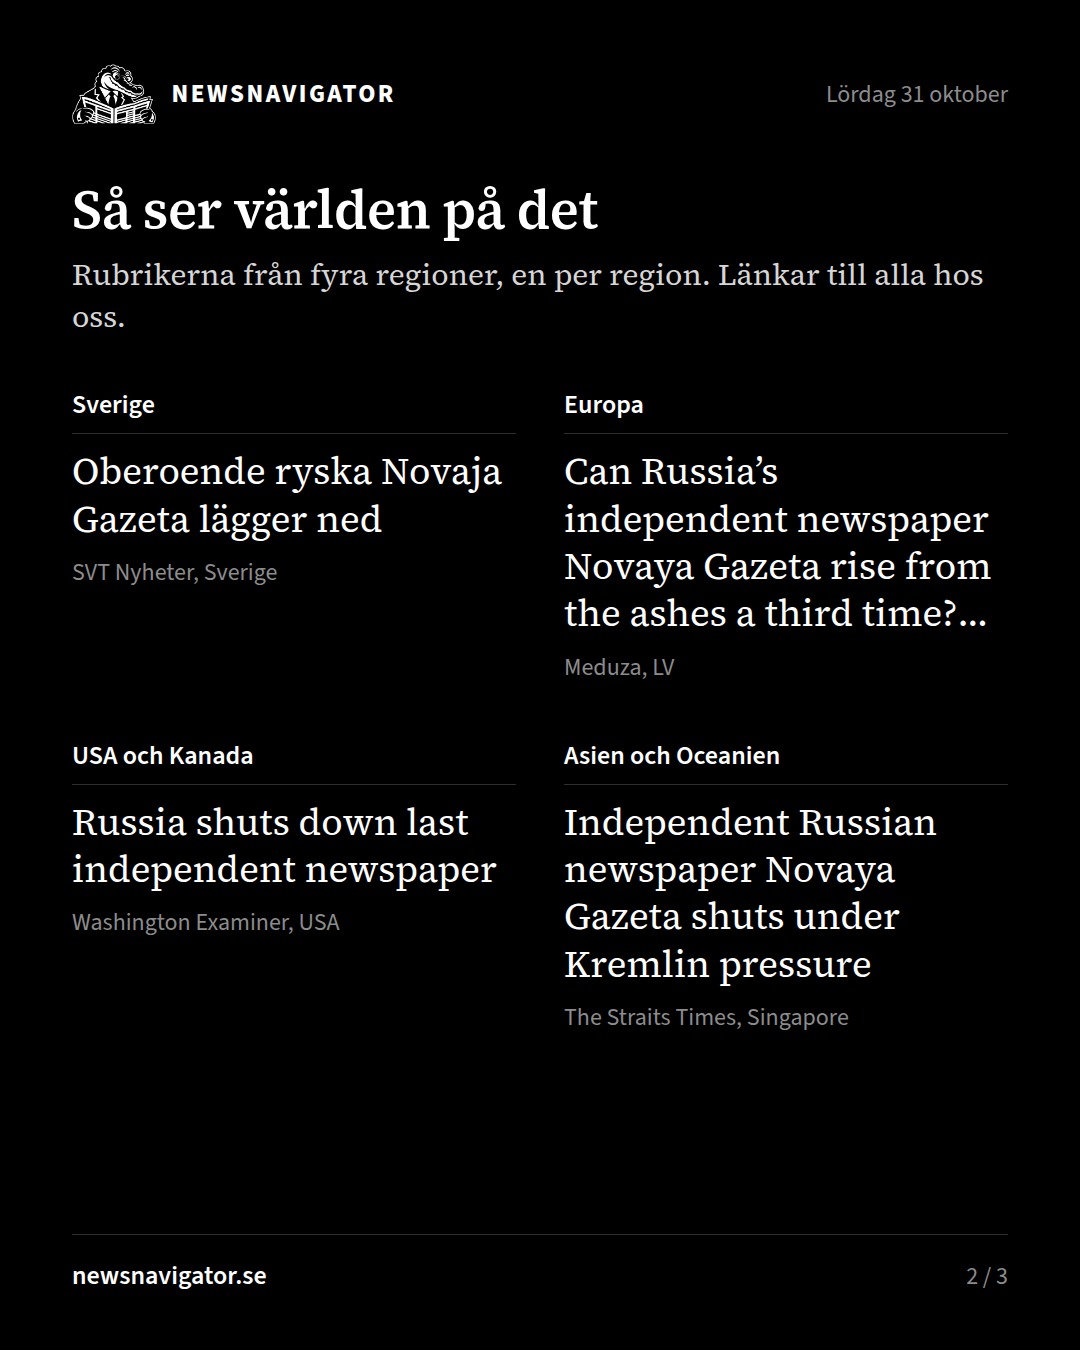 NEWSNAVIGATOR
Lördag 31 oktober
Så ser världen på det
Rubrikerna från fyra regioner, en per region. Länkar till alla hos
oss.
Sverige
Oberoende ryska Novaja
Gazeta lägger ned
SVT Nyheter, Sverige
Europa
Can Russia’s
independent newspaper
Novaya Gazeta rise from
the ashes a third time?...
Meduza, LV
USA och Kanada
Russia shuts down last
independent newspaper
Washington Examiner, USA
Asien och Oceanien
Independent Russian
newspaper Novaya
Gazeta shuts under
Kremlin pressure
The Straits Times, Singapore
newsnavigator.se
2 / 3